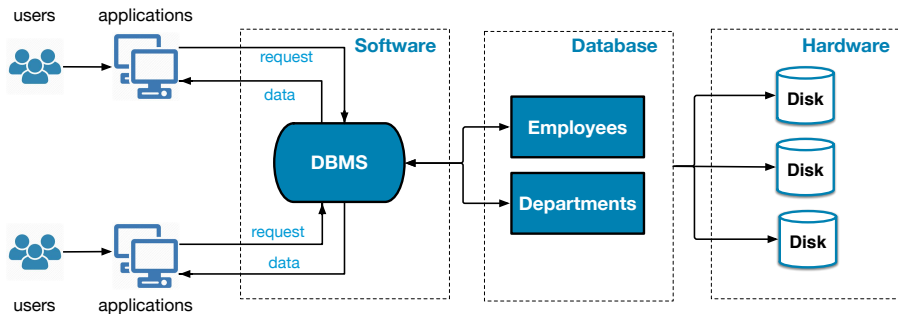 users applications
Software Database Hardware
request
data
Disk
Employees
DBMS
Disk
Departments
request
Disk
data
users applications